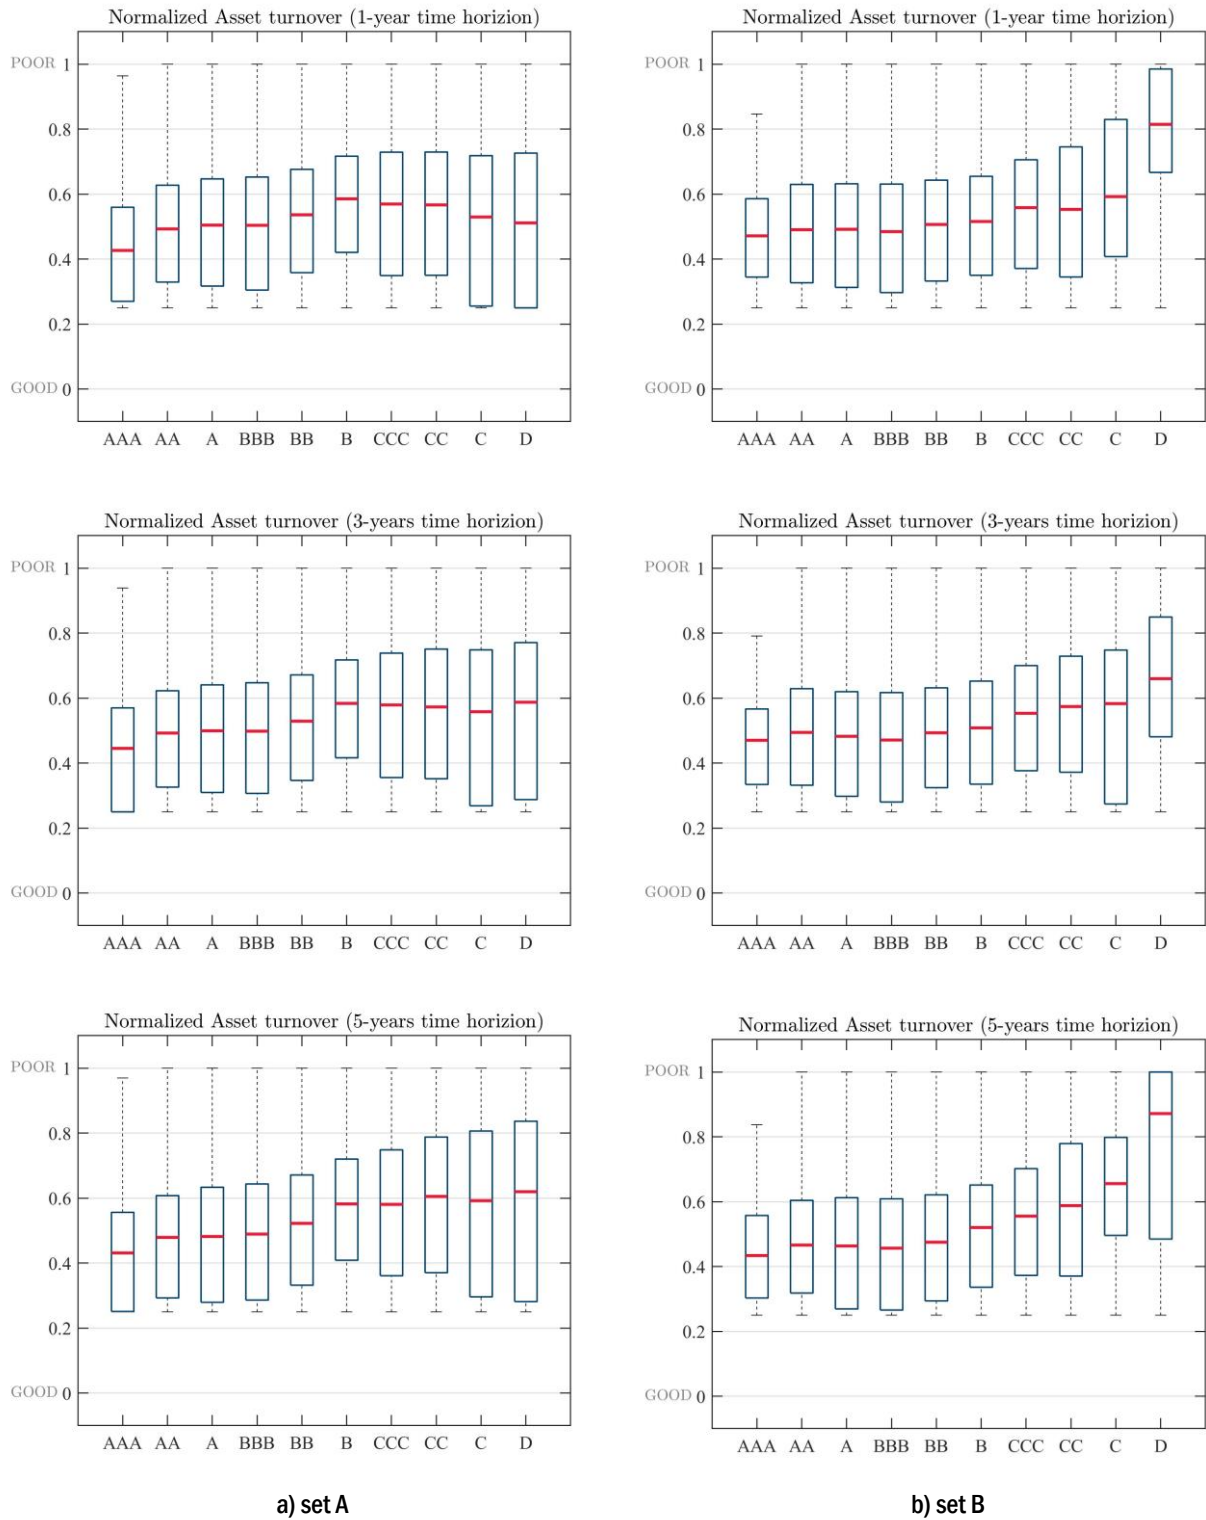 Normalized Asset turnover (1-year time horizion)
POOR 1
0.8
0.6
0.4
0.2
GOOD 0
AAA AA A BBB BB B CCC CC C D
Normalized Asset turnover (1-year time horizion)
POOR 1
0.8
0.6
0.4
0.2
GOOD 0
AAA AA A BBB BB B CCC CC C D
Normalized Asset turnover (3-years time horizion)
POOR 1
0.8
0.6
0.4
0.2
GOOD 0
AAA AA A BBB BB B CCC CC C D
Normalized Asset turnover (3-years time horizion)
POOR 1
0.8
0.6
0.4
0.2
GOOD 0
AAA AA A BBB BB B CCC CC C D
Normalized Asset turnover (5-years time horizion)
POOR 1
0.8
0.6
0.4
0.2
GOOD 0
AAA AA A BBB BB B CCC CC C D
Normalized Asset turnover (5-years time horizion)
POOR 1
0.8
0.6
0.4
0.2
GOOD 0
AAA AA A BBB BB B CCC CC C D
a) set A
b) set B